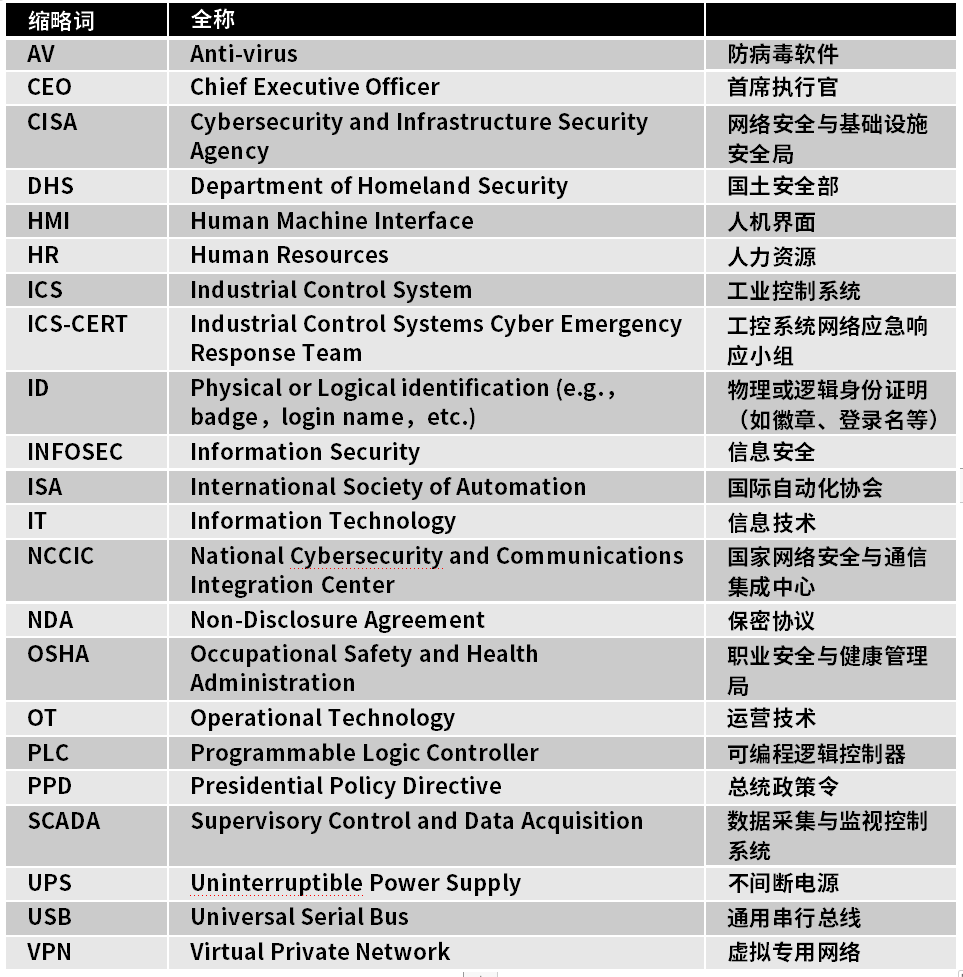 缩略词 全称
AV Anti-virus 防病毒软件
CEO Chief Executive Officer 首席执行官
CISA Cybersecurity and Infrastructure Security 网络安全与基础设施
Agency 安全局
DHS Department of Homeland Security 国土安全部
HMI Human Machine Interface 人机界面
HR Human Resources 人力资源
ICS Industrial Control System 工业控制系统
ICS-CERT Industrial Control Systems Cyber Emergency 工控系统网络应急响
Response Team 应小组
ID Physical or Logical identification (e.g., 物理或逻辑身份证明
badge, login name, etc.) （如徽章、登录名等）
INFOSEC Information Security 信息安全
ISA International Society of Automation 国际自动化协会
IT Information Technology 信息技术
NCCIC National Cybersecurity and Communications 国家网络安全与通信
Integration Center 集成中心
NDA Non-Disclosure Agreement 保密协议
OSHA Occupational Safety and Health 职业安全与健康管理
Administration 局
OT Operational Technology 运营技术
PLC Programmable Logic Controller 可编程逻辑控制器
PPD Presidential Policy Directive 总统政策令
SCADA Supervisory Control and Data Acquisition 数据采集与监视控制
系统
UPS Uninterruptible Power Supply 不间断电源
USB Universal Serial Bus 通用串行总线
VPN Virtual Private Network 虚拟专用网络